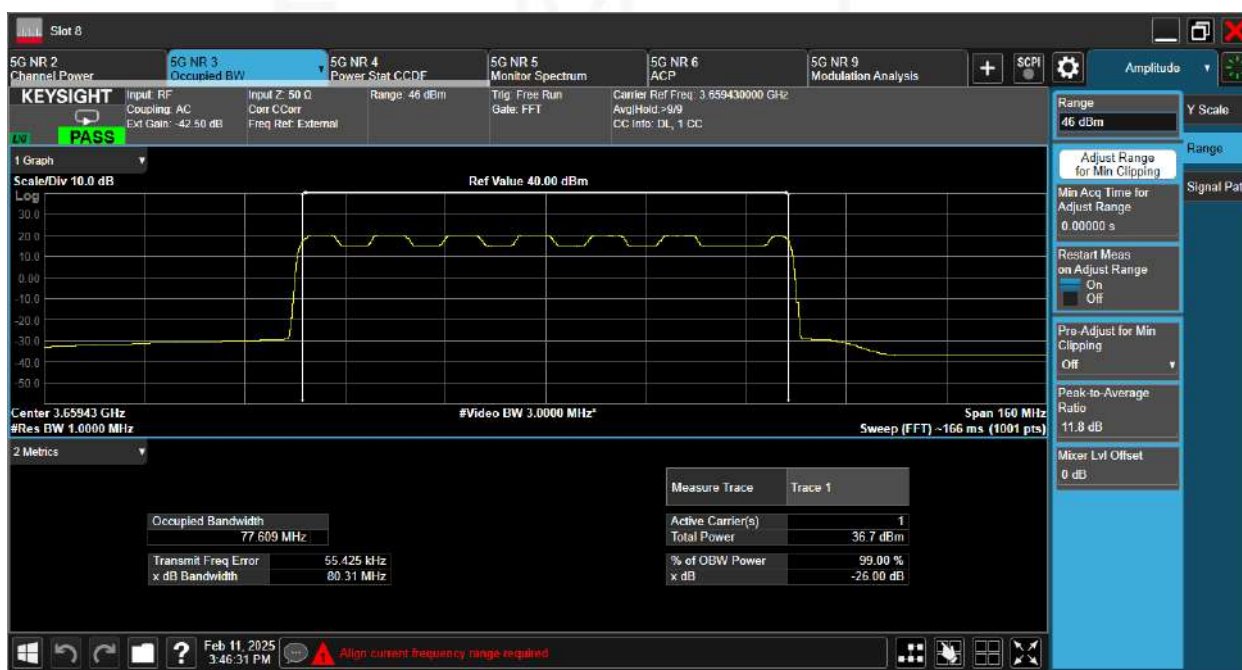 Slot 8
5G NR 2
Channel Power
5G NR 3
Occupied BW
5G NR 4
Power Stat CCDF
5G NR 5
Monitor Spectrum
5G NR 6
ACP
5G NR 9
Modulation Analysis
SCPI
Amplitude
KEYSIGHT
Input: RF
Coupling: AC
Ext Gain: -42.50 dB
Input Z: 50 Ω
Corr CCorr
Freq Ref: External
Range: 46 dBm
Trig: Free Run
Gate: FFT
Carrier Ref Freq: 3.659430000 GHz
Avg|Hold:>9/9
CC Info: DL, 1 CC
LXI
PASS
1 Graph
Scale/Div 10.0 dB
Ref Value 40.00 dBm
Log
30.0
20.0
10.0
0.00
-10.0
-20.0
-30.0
-40.0
-50.0
Center 3.65943 GHz
#Video BW 3.0000 MHz*
Span 160 MHz
#Res BW 1.0000 MHz
Sweep (FFT) ~166 ms (1001 pts)
2 Metrics
Measure Trace Trace 1
Occupied Bandwidth
77.609 MHz
Active Carrier(s) 1
Total Power 36.7 dBm
Transmit Freq Error 55.425 kHz
x dB Bandwidth 80.31 MHz
% of OBW Power 99.00 %
x dB -26.00 dB
Range
46 dBm
Adjust Range
for Min Clipping
Min Acq Time for
Adjust Range
0.00000 s
Restart Meas
on Adjust Range
On
Off
Pre-Adjust for Min
Clipping
Off
Peak-to-Average
Ratio
11.8 dB
Mixer Lvl Offset
0 dB
Y Scale
Range
Signal Pat
?
Feb 11, 2025
3:46:31 PM
Align current frequency range required